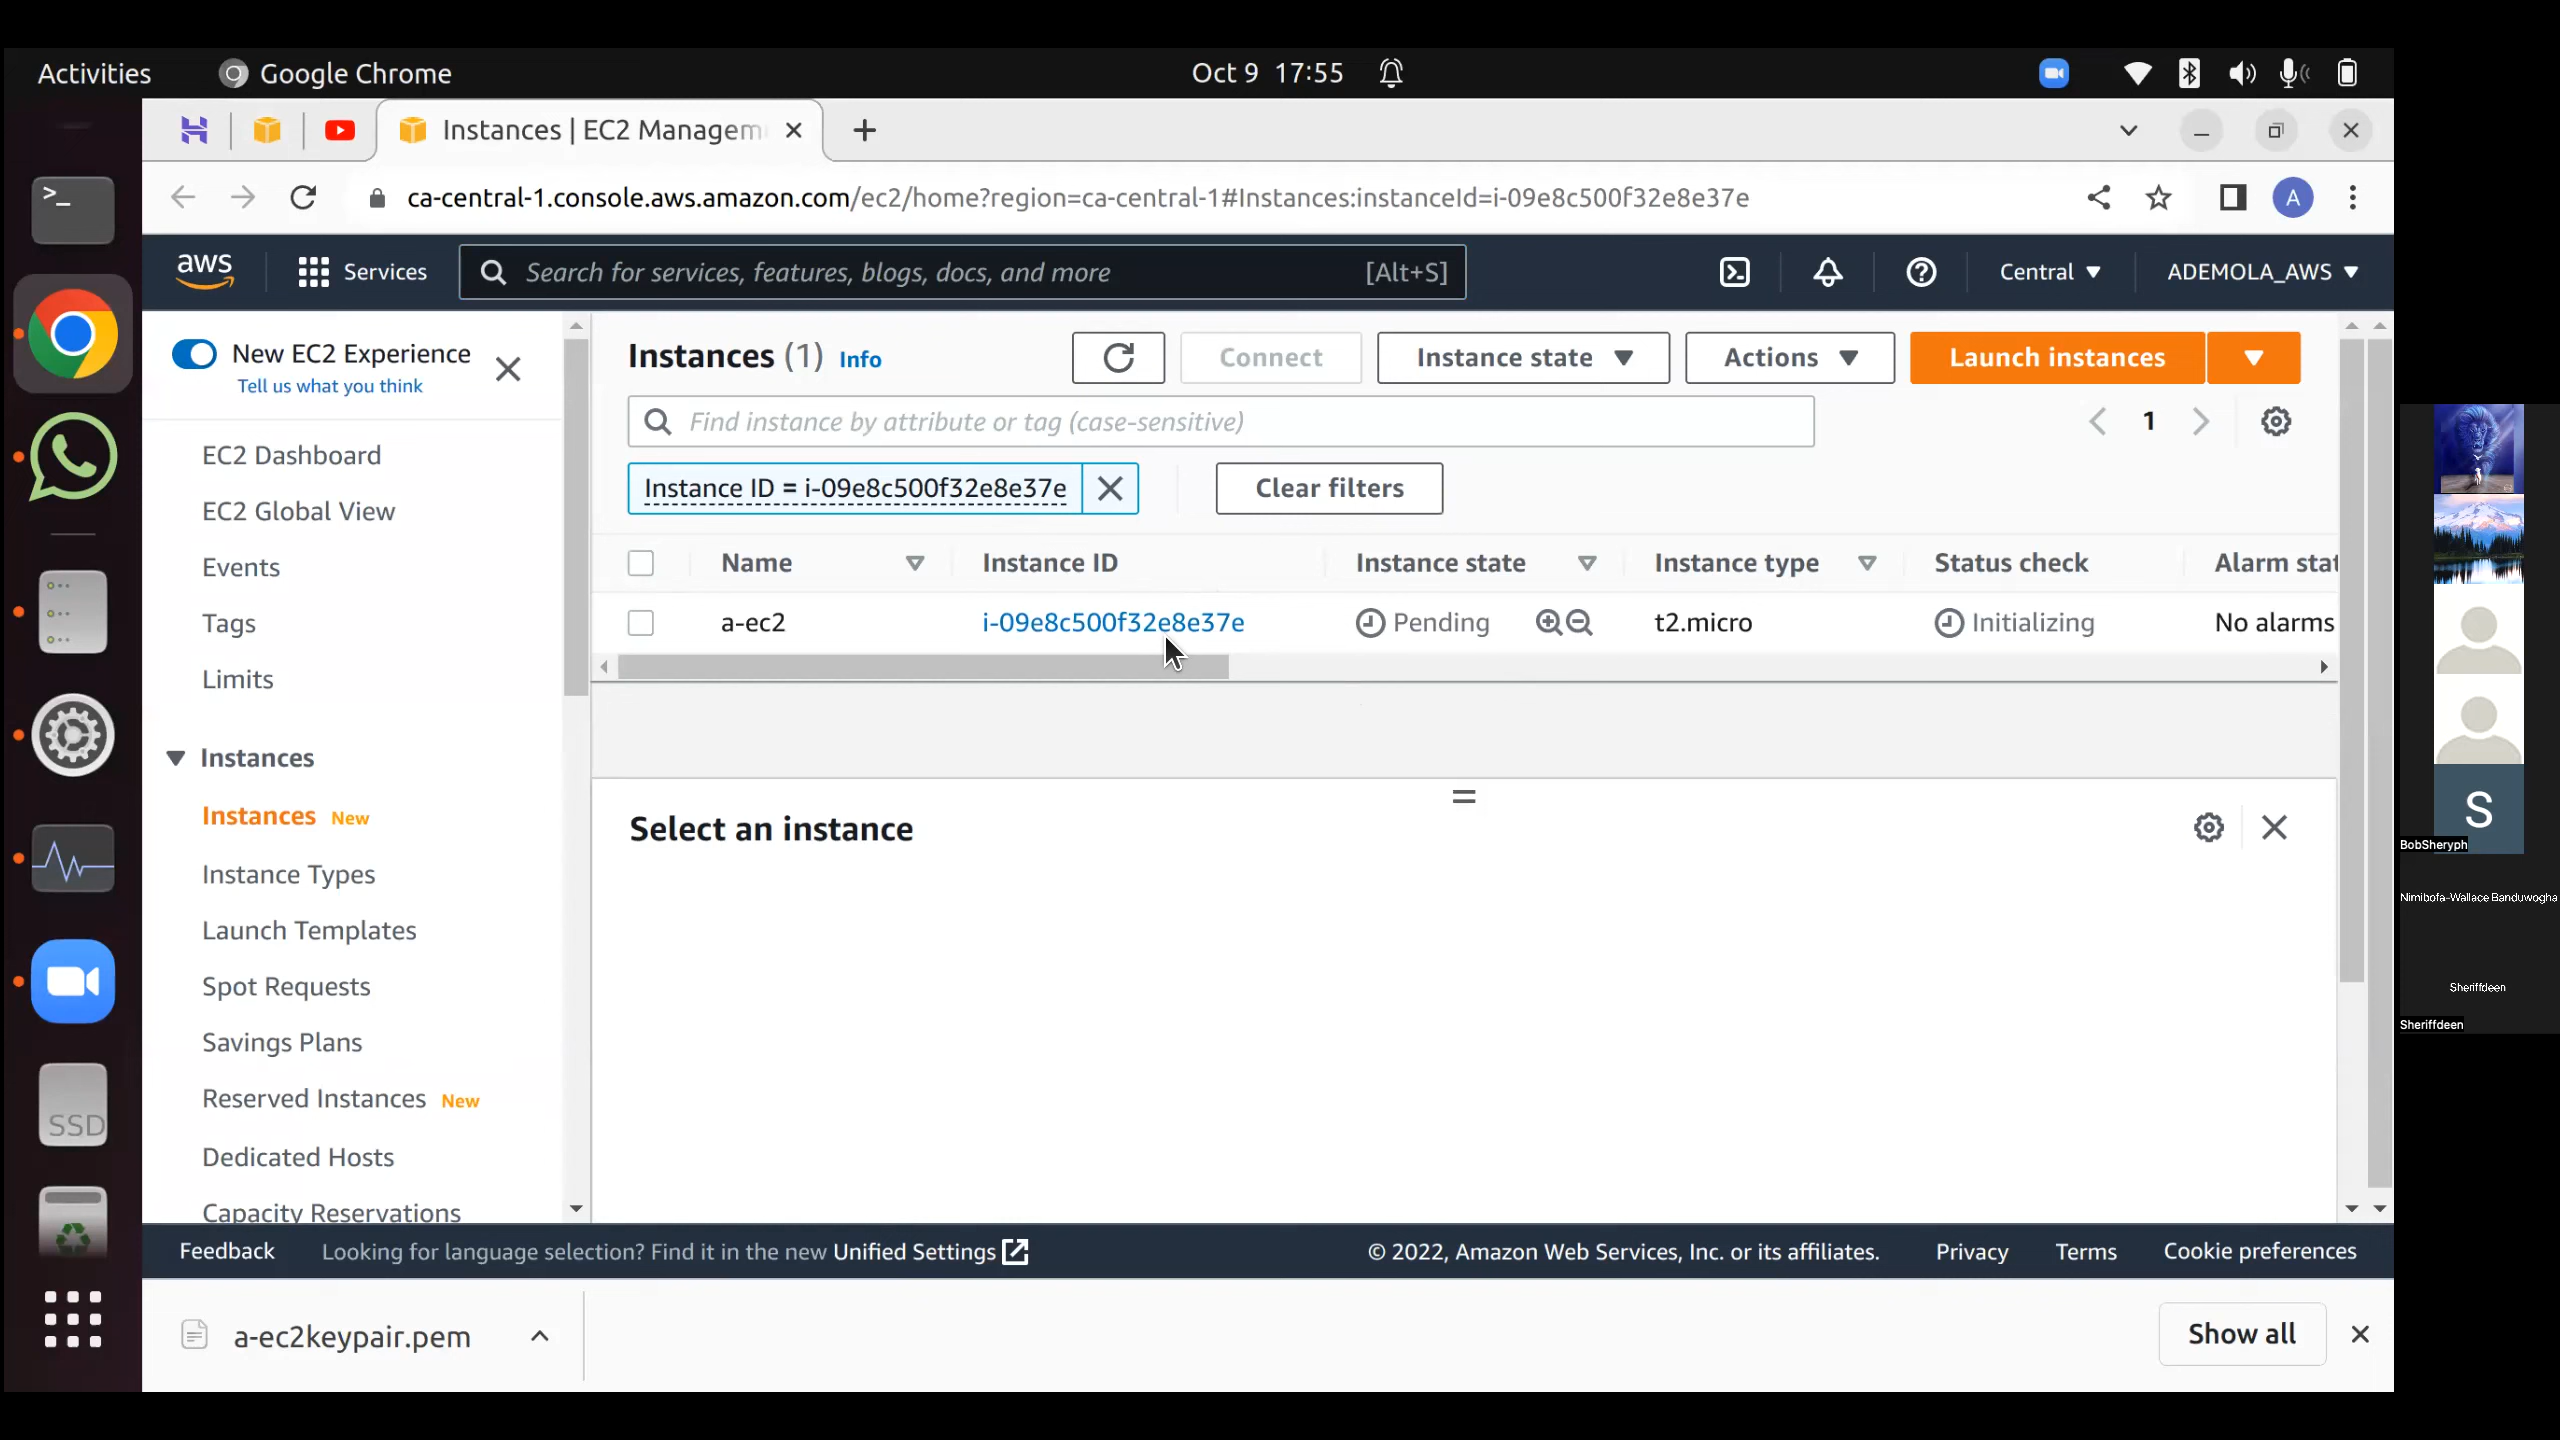 Activities
Google Chrome
Oct 9 17:55
Instances | EC2 Managem
ca-central-1.console.aws.amazon.com/ec2/home?region=ca-central-1#Instances:instanceId=i-09e8c500f32e8e37e
A
aws
Services
Search for services, features, blogs, docs, and more
[Alt+S]
Central
ADEMOLA_AWS
New EC2 Experience
Tell us what you think
EC2 Dashboard
EC2 Global View
Events
Tags
Limits
Instances
Instances New
Instance Types
Launch Templates
Spot Requests
Savings Plans
Reserved Instances New
Dedicated Hosts
Capacity Reservations
Instances (1) Info
Connect
Instance state
Actions
Launch instances
Find instance by attribute or tag (case-sensitive)
1
Instance ID = i-09e8c500f32e8e37e
Clear filters
Name
Instance ID
Instance state
Instance type
Status check
Alarm stat
a-ec2
i-09e8c500f32e8e37e
Pending
t2.micro
Initializing
No alarms
Select an instance
Feedback
Looking for language selection? Find it in the new Unified Settings
© 2022, Amazon Web Services, Inc. or its affiliates.
Privacy
Terms
Cookie preferences
a-ec2keypair.pem
Show all
SSD
S
BobSheryph
Nimibofa-Wallace Banduwogha
Sheriffdeen
Sheriffdeen